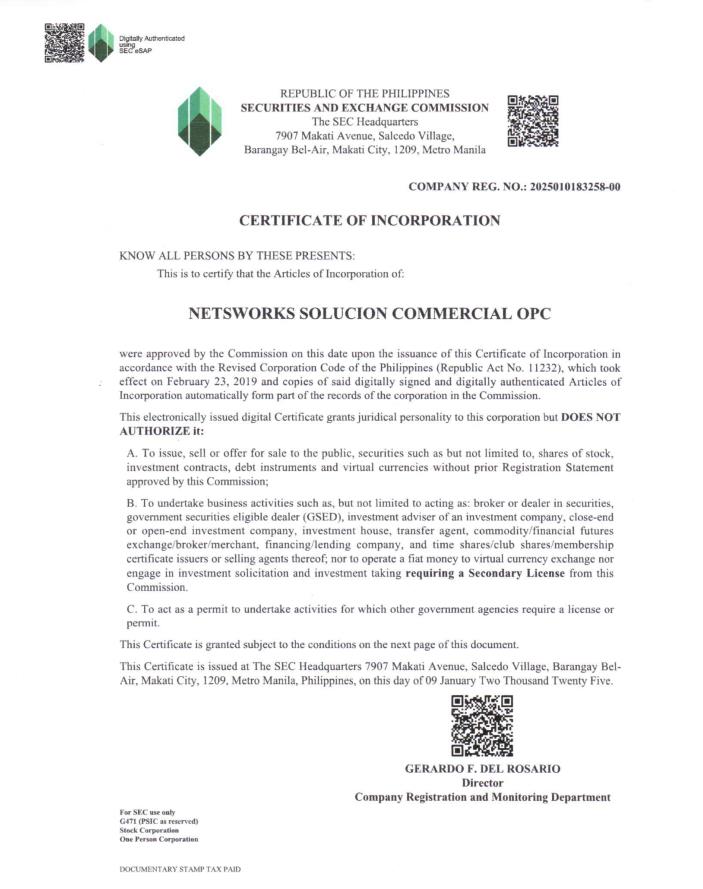 Digitally Authenticated
using
SEC eSAP
REPUBLIC OF THE PHILIPPINES
SECURITIES AND EXCHANGE COMMISSION
The SEC Headquarters
7907 Makati Avenue, Salcedo Village,
Barangay Bel-Air, Makati City, 1209, Metro Manila
COMPANY REG. NO.: 2025010183258-00
CERTIFICATE OF INCORPORATION
KNOW ALL PERSONS BY THESE PRESENTS:
This is to certify that the Articles of Incorporation of:
NETSWORKS SOLUCION COMMERCIAL OPC
were approved by the Commission on this date upon the issuance of this Certificate of Incorporation in
accordance with the Revised Corporation Code of the Philippines (Republic Act No. 11232), which took
effect on February 23, 2019 and copies of said digitally signed and digitally authenticated Articles of
Incorporation automatically form part of the records of the corporation in the Commission.
This electronically issued digital Certificate grants juridical personality to this corporation but DOES NOT
AUTHORIZE it:
A. To issue, sell or offer for sale to the public, securities such as but not limited to, shares of stock,
investment contracts, debt instruments and virtual currencies without prior Registration Statement
approved by this Commission;
B. To undertake business activities such as, but not limited to acting as: broker or dealer in securities,
government securities eligible dealer (GSED), investment adviser of an investment company, close-end
or open-end investment company, investment house, transfer agent, commodity/financial futures
exchange/broker/merchant, financing/lending company, and time shares/club shares/membership
certificate issuers or selling agents thereof; nor to operate a fiat money to virtual currency exchange nor
engage in investment solicitation and investment taking requiring a Secondary License from this
Commission.
C. To act as a permit to undertake activities for which other government agencies require a license or
permit.
This Certificate is granted subject to the conditions on the next page of this document.
This Certificate is issued at The SEC Headquarters 7907 Makati Avenue, Salcedo Village, Barangay Bel-
Air, Makati City, 1209, Metro Manila, Philippines, on this day of 09 January Two Thousand Twenty Five.
GERARDO F. DEL ROSARIO
Director
Company Registration and Monitoring Department
For SEC use only
G471 (PSIC as reserved)
Stock Corporation
One Person Corporation
DOCUMENTARY STAMP TAX PAID